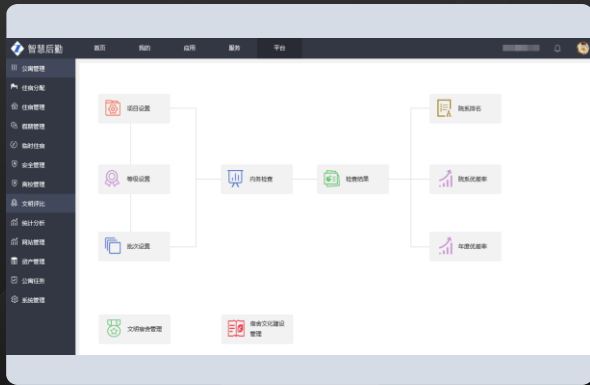 智慧后勤
首页 我的 应用 服务 平台
公寓管理
住宿分配
住宿管理
假期管理
临时住宿
安全管理
离校管理
文明评比
统计分析
网站管理
资产管理
公寓任务
系统管理
项目设置
等级设置
批次设置
内务检查
检查结果
院系排名
院系优差率
年度优差率
文明宿舍管理
宿舍文化建设
管理